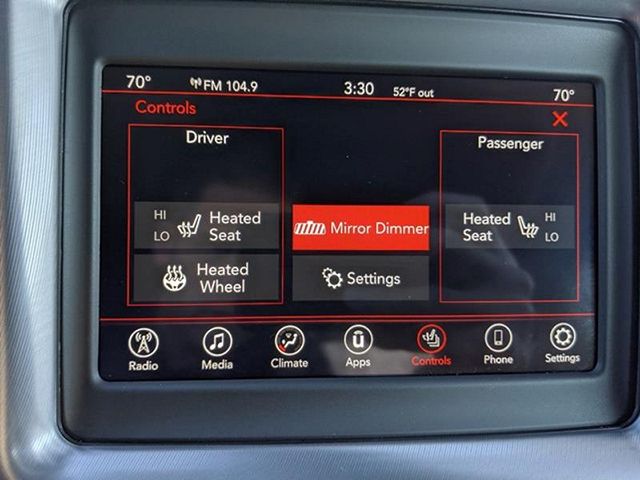 70° FM 104.9 3:30 52°F out 70°
Controls X
Driver
Passenger
HI
LO
Heated
Seat
Mirror Dimmer
Heated
Seat
HI
LO
Heated
Wheel
Settings
Radio Media Climate Apps Controls Phone Settings